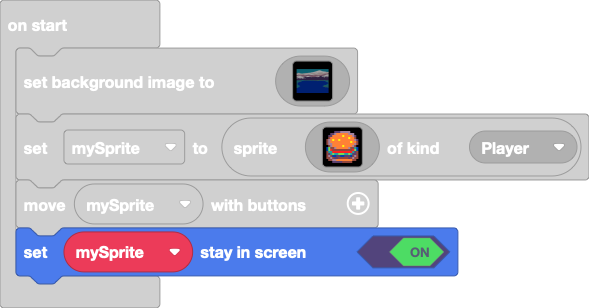 on start
set background image to
set mySprite to sprite of kind Player
move mySprite with buttons
set mySprite stay in screen ON